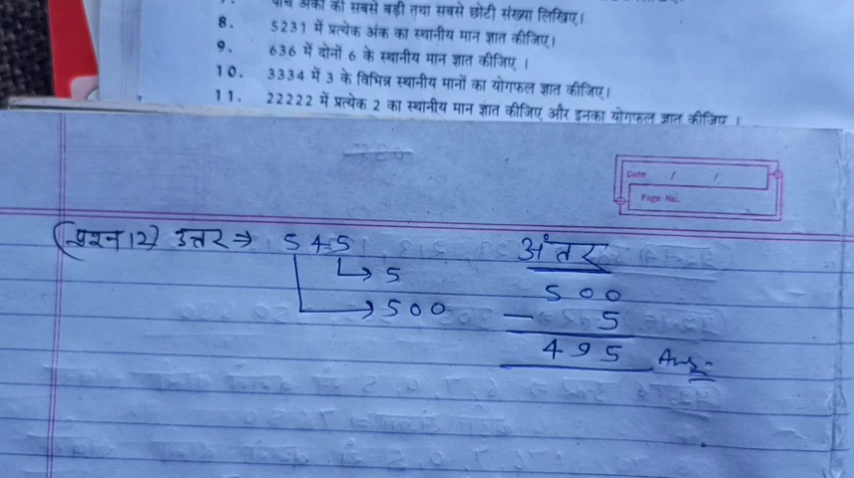 पांच अंकों की सबसे बड़ी तथा सबसे छोटी संख्या लिखिए।
8. 5231 में प्रत्येक अंक का स्थानीय मान ज्ञात कीजिए।
9. 636 में दोनों 6 के स्थानीय मान ज्ञात कीजिए ।
10. 3334 में 3 के विभिन्न स्थानीय मानों का योगफल ज्ञात कीजिए।
11. 22222 में प्रत्येक 2 का स्थानीय मान ज्ञात कीजिए और इनका योगफल ज्ञात कीजिए ।
Date / /
Page No.
(प्रश्न 12) उत्तर ⇒ 545 अंतर
↳ 5
→ 500
500
- 5
495 Ans:-